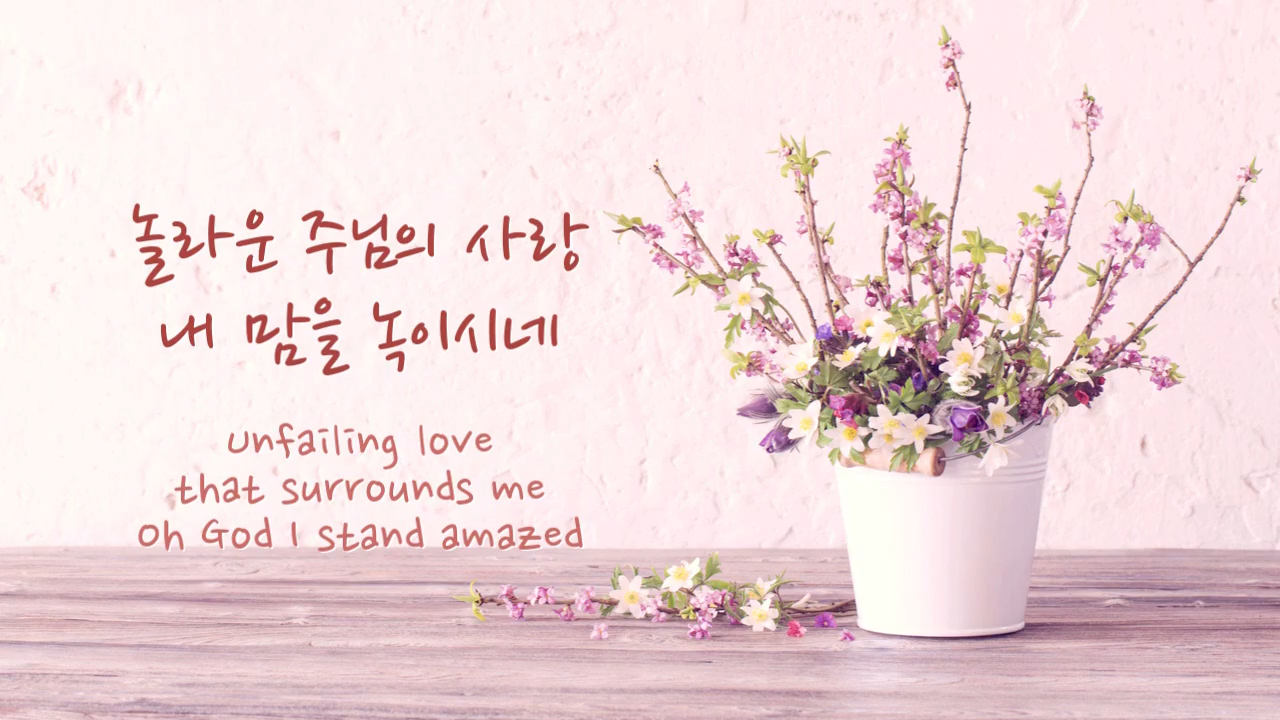 놀라운 주님의 사랑
내 맘을 녹이시네
unfailing love
that surrounds me
Oh God I stand amazed